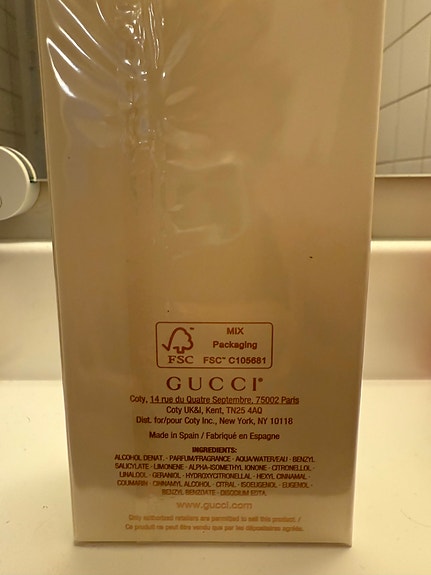 MIX
Packaging
FSC
FSC™ C105681
GUCCI®
Coty, 14 rue du Quatre Septembre, 75002 Paris
Coty UK&I, Kent, TN25 4AQ
Dist. for/pour Coty Inc., New York, NY 10118
Made in Spain / Fabriqué en Espagne
INGREDIENTS:
ALCOHOL DENAT. · PARFUM/FRAGRANCE · AQUA/WATER/EAU · BENZYL
SALICYLATE · LIMONENE · ALPHA-ISOMETHYL IONONE · CITRONELLOL ·
LINALOOL · GERANIOL · HYDROXYCITRONELLAL · HEXYL CINNAMAL ·
COUMARIN · CINNAMYL ALCOHOL · CITRAL · ISOEUGENOL · EUGENOL ·
BENZYL BENZOATE · DISODIUM EDTA.
www.gucci.com
Only authorized retailers are permitted to sell this product. /
Ce produit ne peut être vendu que par les dépositaires agréés.